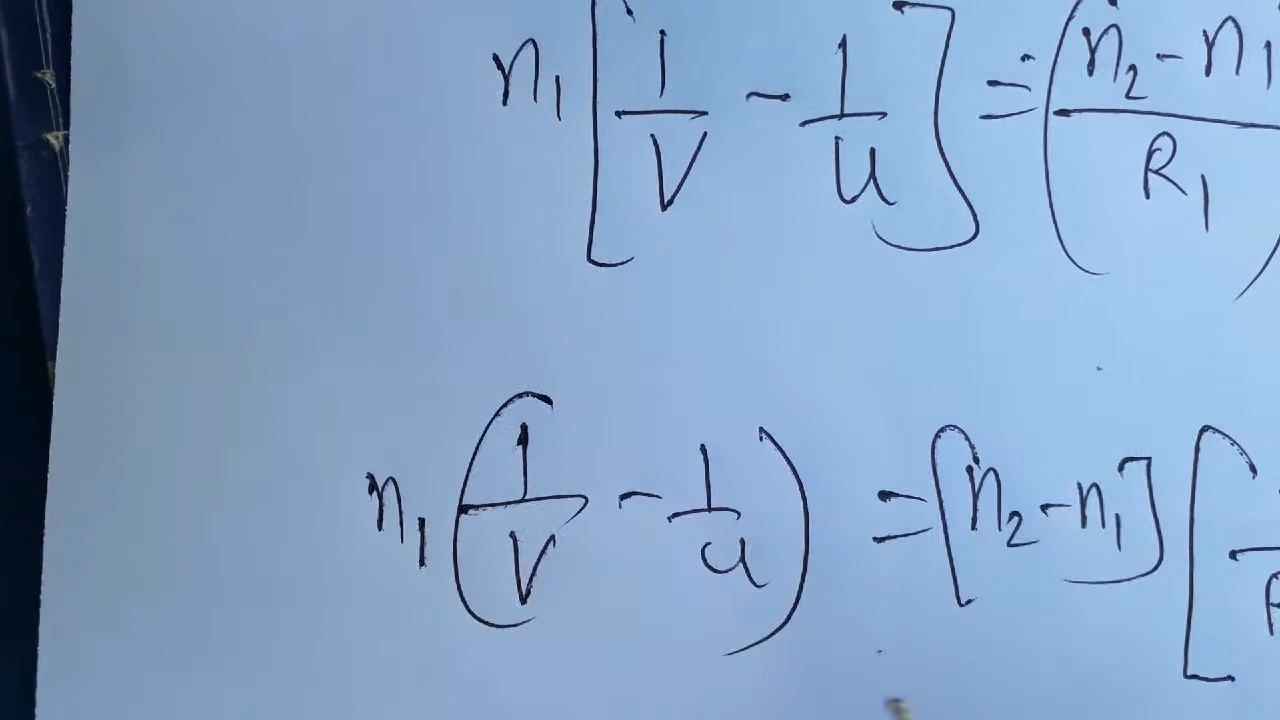 n₁ [1/V - 1/u] = (n₂ - n₁/R₁)
n₁ (1/V - 1/u) = [n₂ - n₁] [